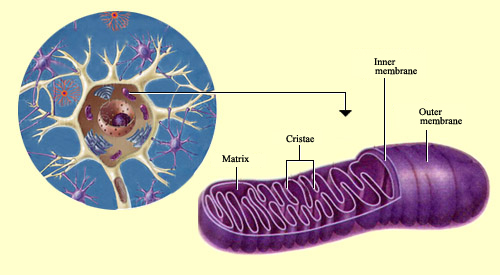 Inner
membrane
Outer
membrane
Cristae
Matrix